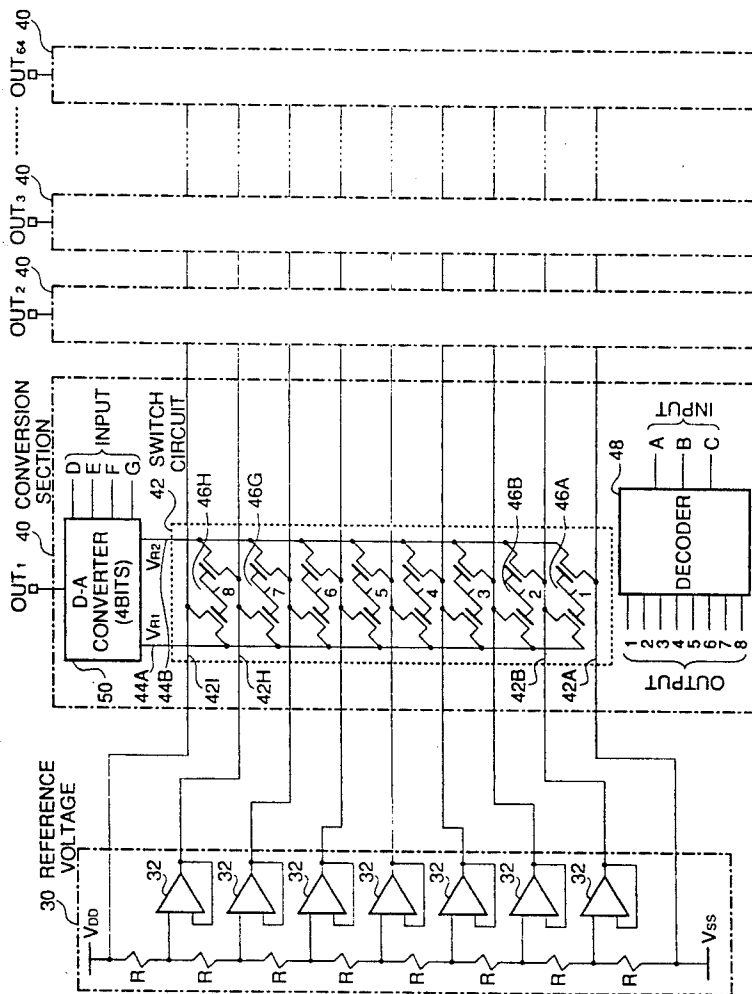 OUT1
OUT2
OUT3
........
OUT64
40 CONVERSION SECTION
40
40
40
D-A CONVERTER (4BITS)
D
E
F
G
INPUT
50
VR1
VR2
44A
44B
42 SWITCH CIRCUIT
42I
42H
42B
42A
46H
46G
46B
46A
8
7
6
5
4
3
2
1
48
DECODER
A
B
C
INPUT
1
2
3
4
5
6
7
8
OUTPUT
30 REFERENCE VOLTAGE
VDD
32
32
32
32
32
32
32
R
R
R
R
R
R
R
R
VSS